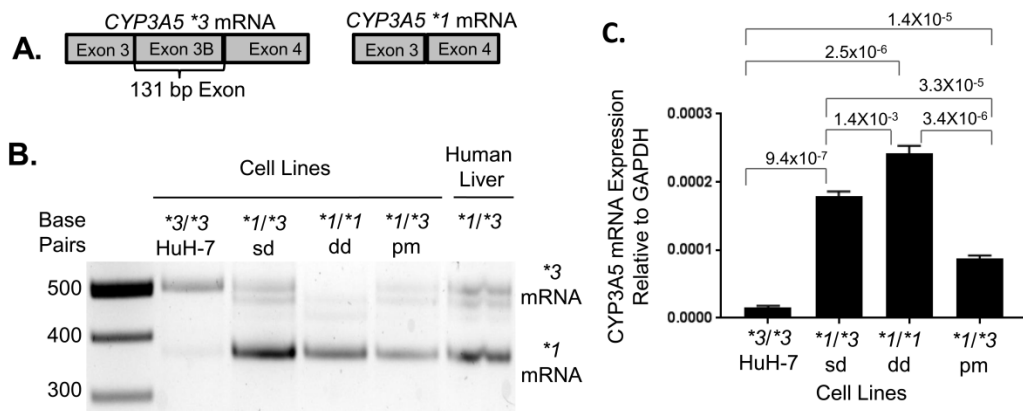 A.
CYP3A5 *3 mRNA
Exon 3 Exon 3B Exon 4
131 bp Exon
CYP3A5 *1 mRNA
Exon 3 Exon 4
B.
Cell Lines
Human
Liver
Base
Pairs
*3/*3 *1/*3 *1/*1 *1/*3 *1/*3
HuH-7 sd dd pm
500
400
300
*3
mRNA
*1
mRNA
C.
1.4X10-5
2.5x10-6
3.3X10-5
1.4X10-3 3.4X10-6
9.4x10-7
CYP3A5 mRNA Expression
Relative to GAPDH
0.0003
0.0002
0.0001
0.0000
*3/*3 *1/*3 *1/*1 *1/*3
HuH-7 sd dd pm
Cell Lines